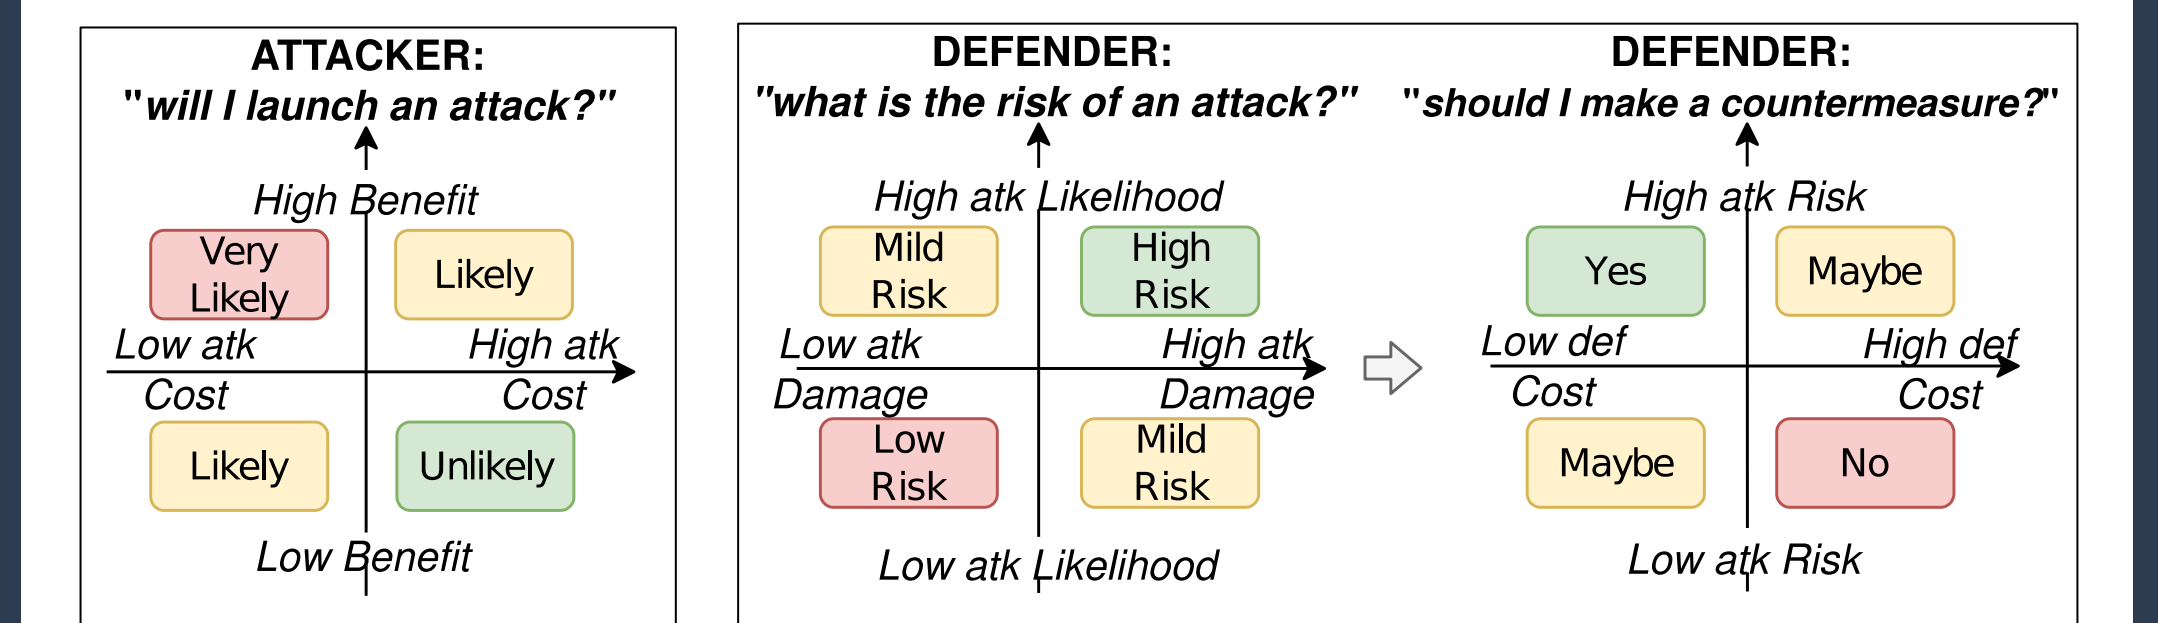 ATTACKER:
"will I launch an attack?"
High Benefit
Very
Likely
Likely
Low atk
Cost
High atk
Cost
Likely
Unlikely
Low Benefit
DEFENDER:
"what is the risk of an attack?"
High atk Likelihood
Mild
Risk
High
Risk
Low atk
Damage
High atk
Damage
Low
Risk
Mild
Risk
Low atk Likelihood
DEFENDER:
"should I make a countermeasure?"
High atk Risk
Yes
Maybe
Low def
Cost
High def
Cost
Maybe
No
Low atk Risk